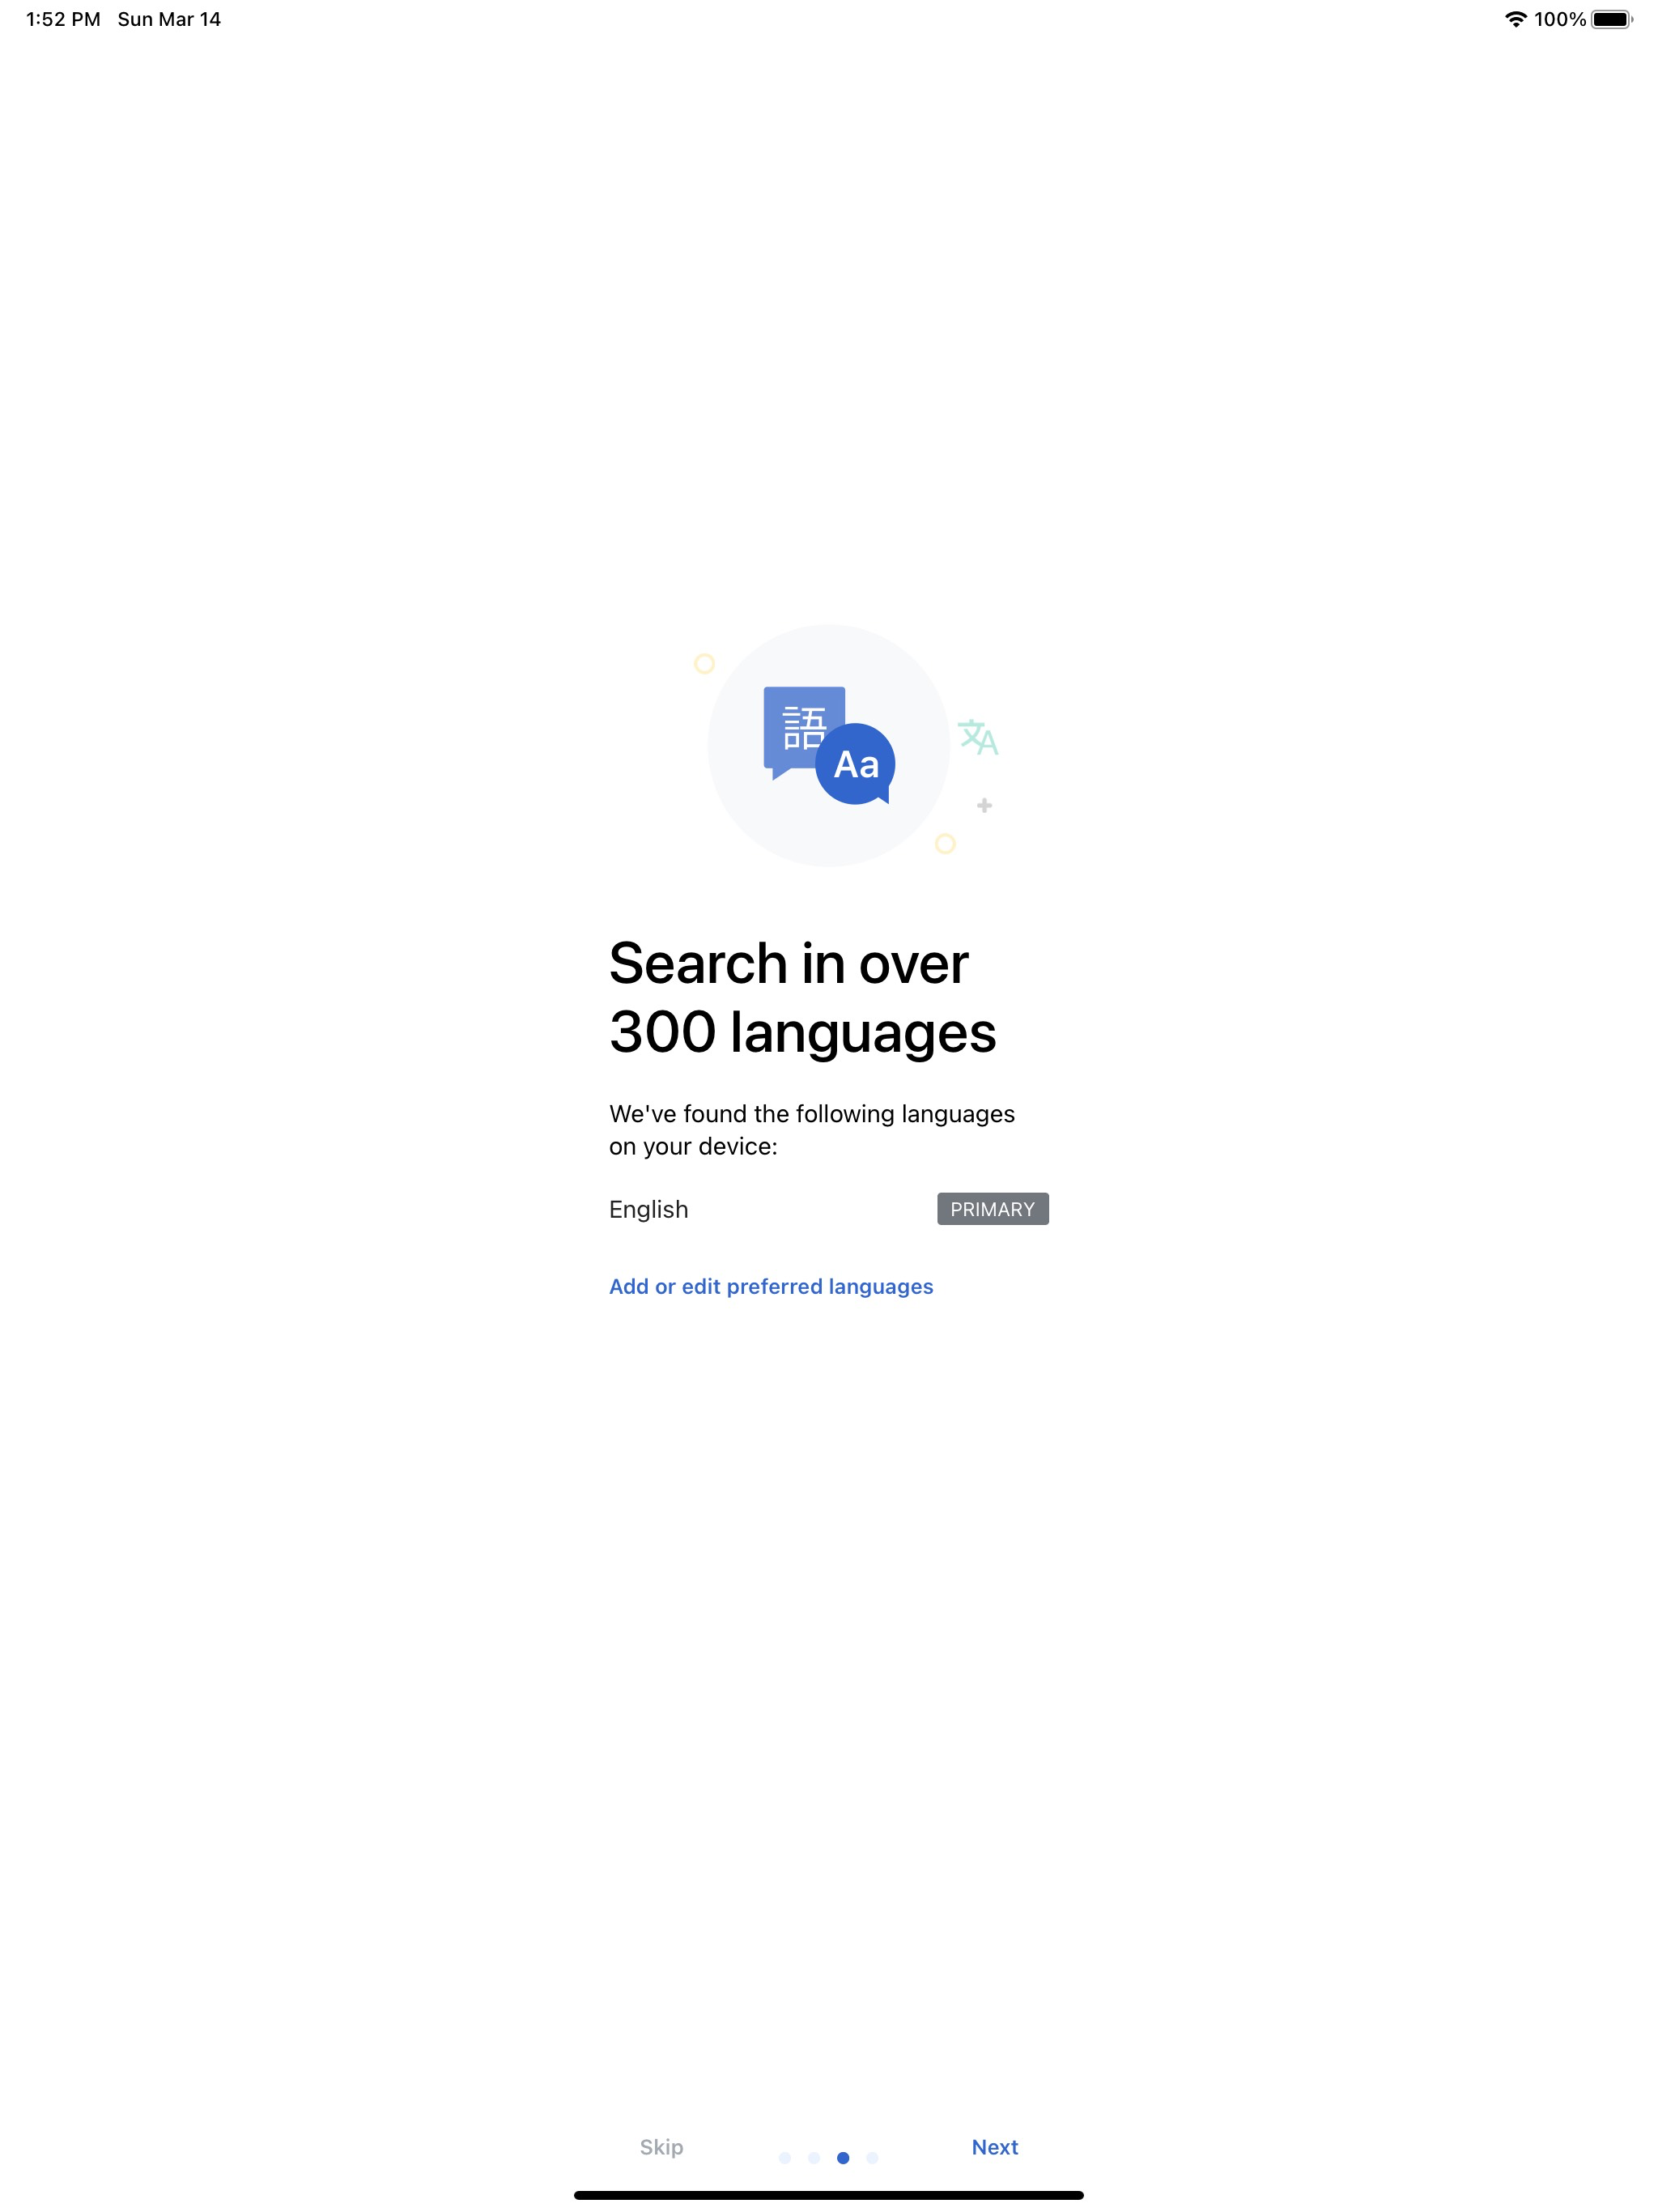 1:52 PM Sun Mar 14
100%
語
Aa
文A
Search in over
300 languages
We've found the following languages
on your device:
English PRIMARY
Add or edit preferred languages
Skip Next